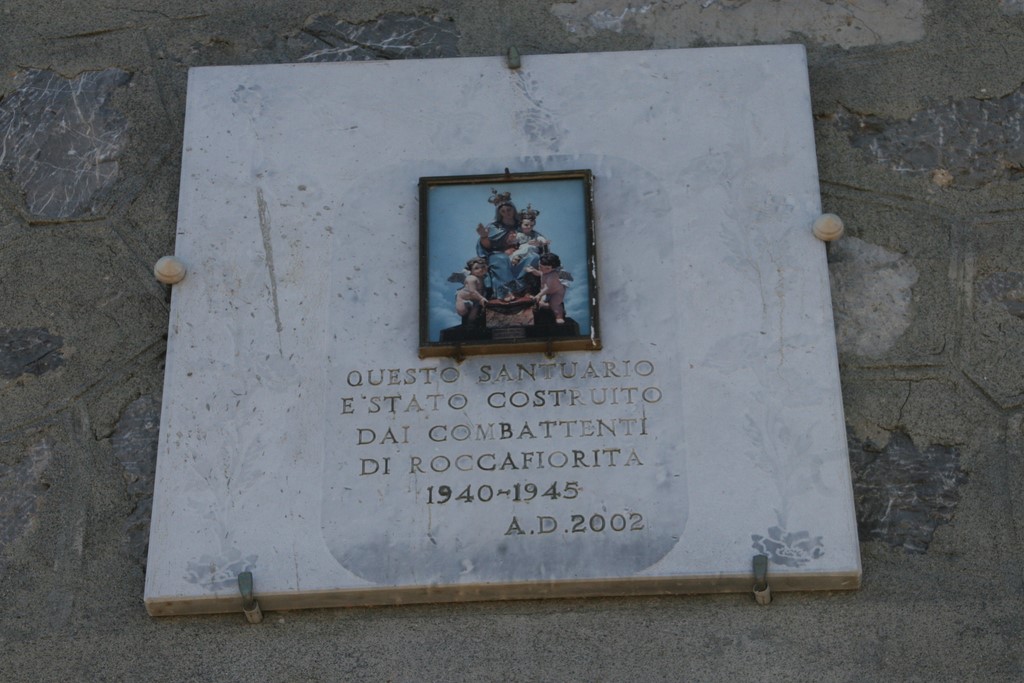 QUESTO SANTUARIO
E'STATO COSTRUITO
DAI COMBATTENTI
DI ROCCAFIORITA
1940-1945
A.D.2002